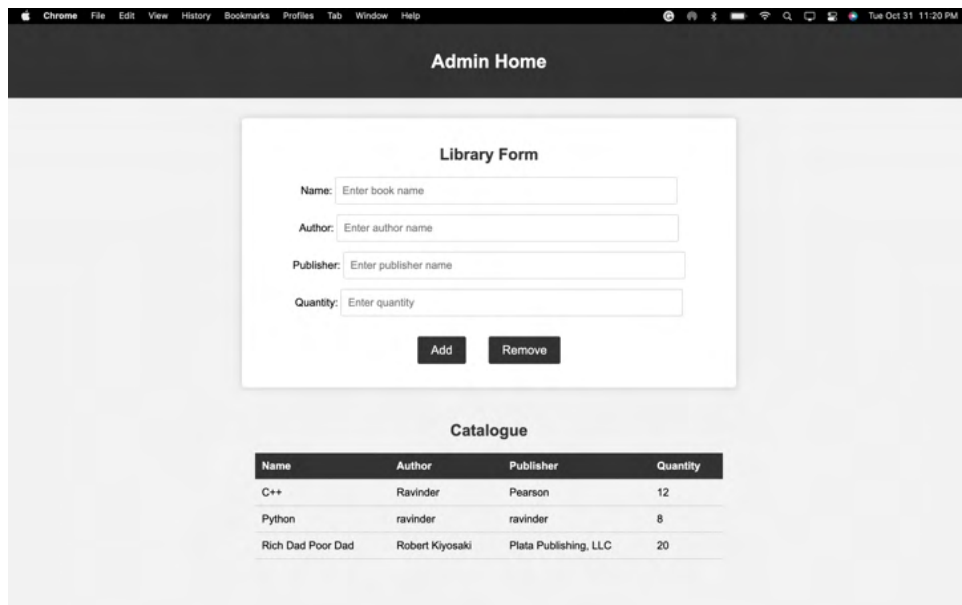 Chrome File Edit View History Bookmarks Profiles Tab Window Help Tue Oct 31 11:20 PM
Admin Home
Library Form
Name: Enter book name
Author: Enter author name
Publisher: Enter publisher name
Quantity: Enter quantity
Add Remove
Catalogue
Name Author Publisher Quantity
C++ Ravinder Pearson 12
Python ravinder ravinder 8
Rich Dad Poor Dad Robert Kiyosaki Plata Publishing, LLC 20